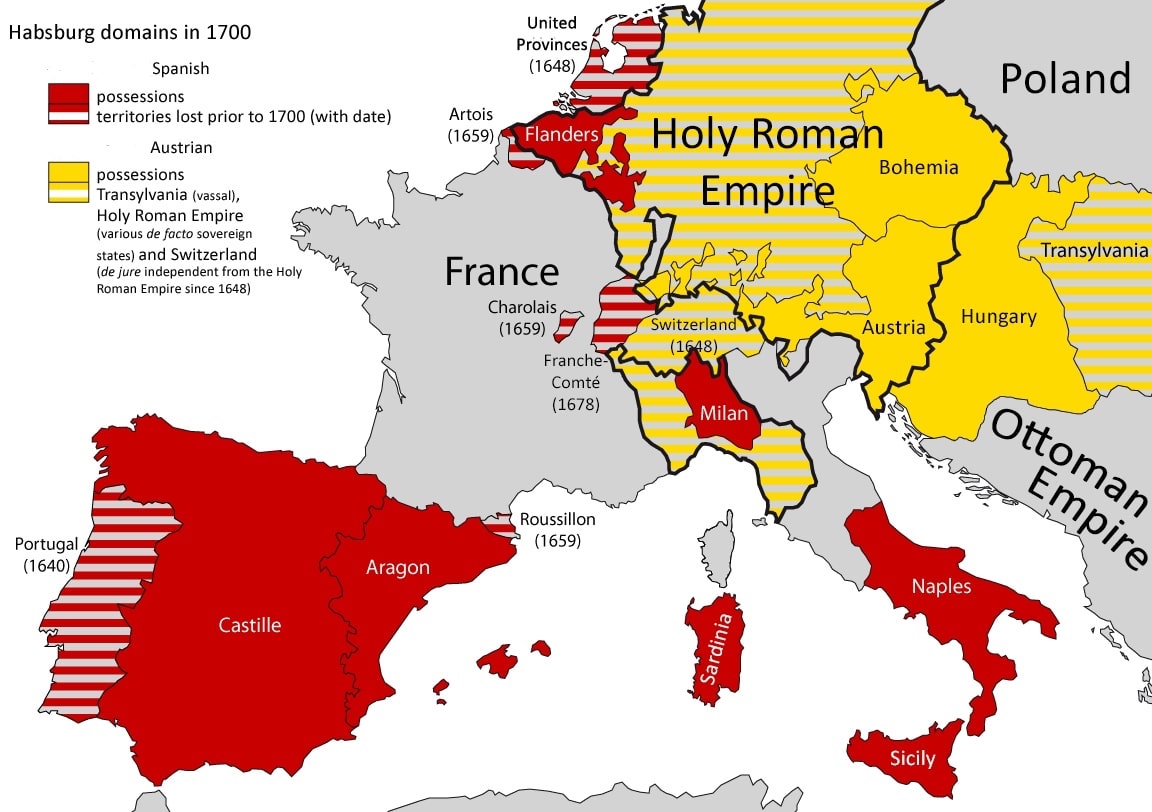 Habsburg domains in 1700
Spanish
possessions
territories lost prior to 1700 (with date)
Austrian
possessions
Transylvania (vassal),
Holy Roman Empire
(various de facto sovereign
states) and Switzerland
(de jure independent from the Holy
Roman Empire since 1648)
United
Provinces
(1648)
Artois
(1659)
Flanders
Holy Roman
Empire
Poland
Bohemia
Transylvania
France
Charolais
(1659)
Franche-
Comté
(1678)
Switzerland
(1648)
Austria
Hungary
Milan
Ottoman
Empire
Portugal
(1640)
Roussillon
(1659)
Aragon
Castille
Sardinia
Naples
Sicily